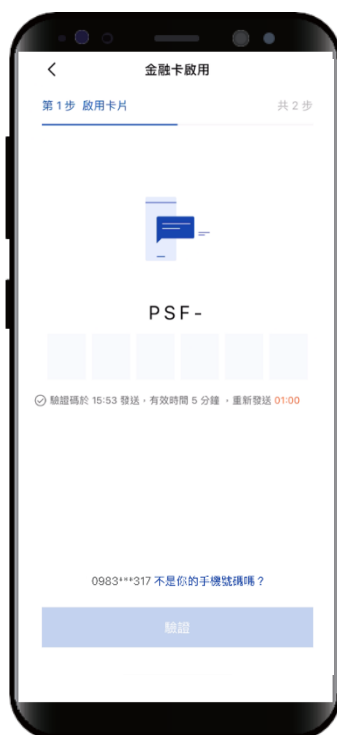 金融卡啟用
第 1 步 啟用卡片
共 2 步
PSF-
驗證碼於 15:53 發送，有效時間 5 分鐘 ，重新發送 01:00
0983***317 不是你的手機號碼嗎？
驗證